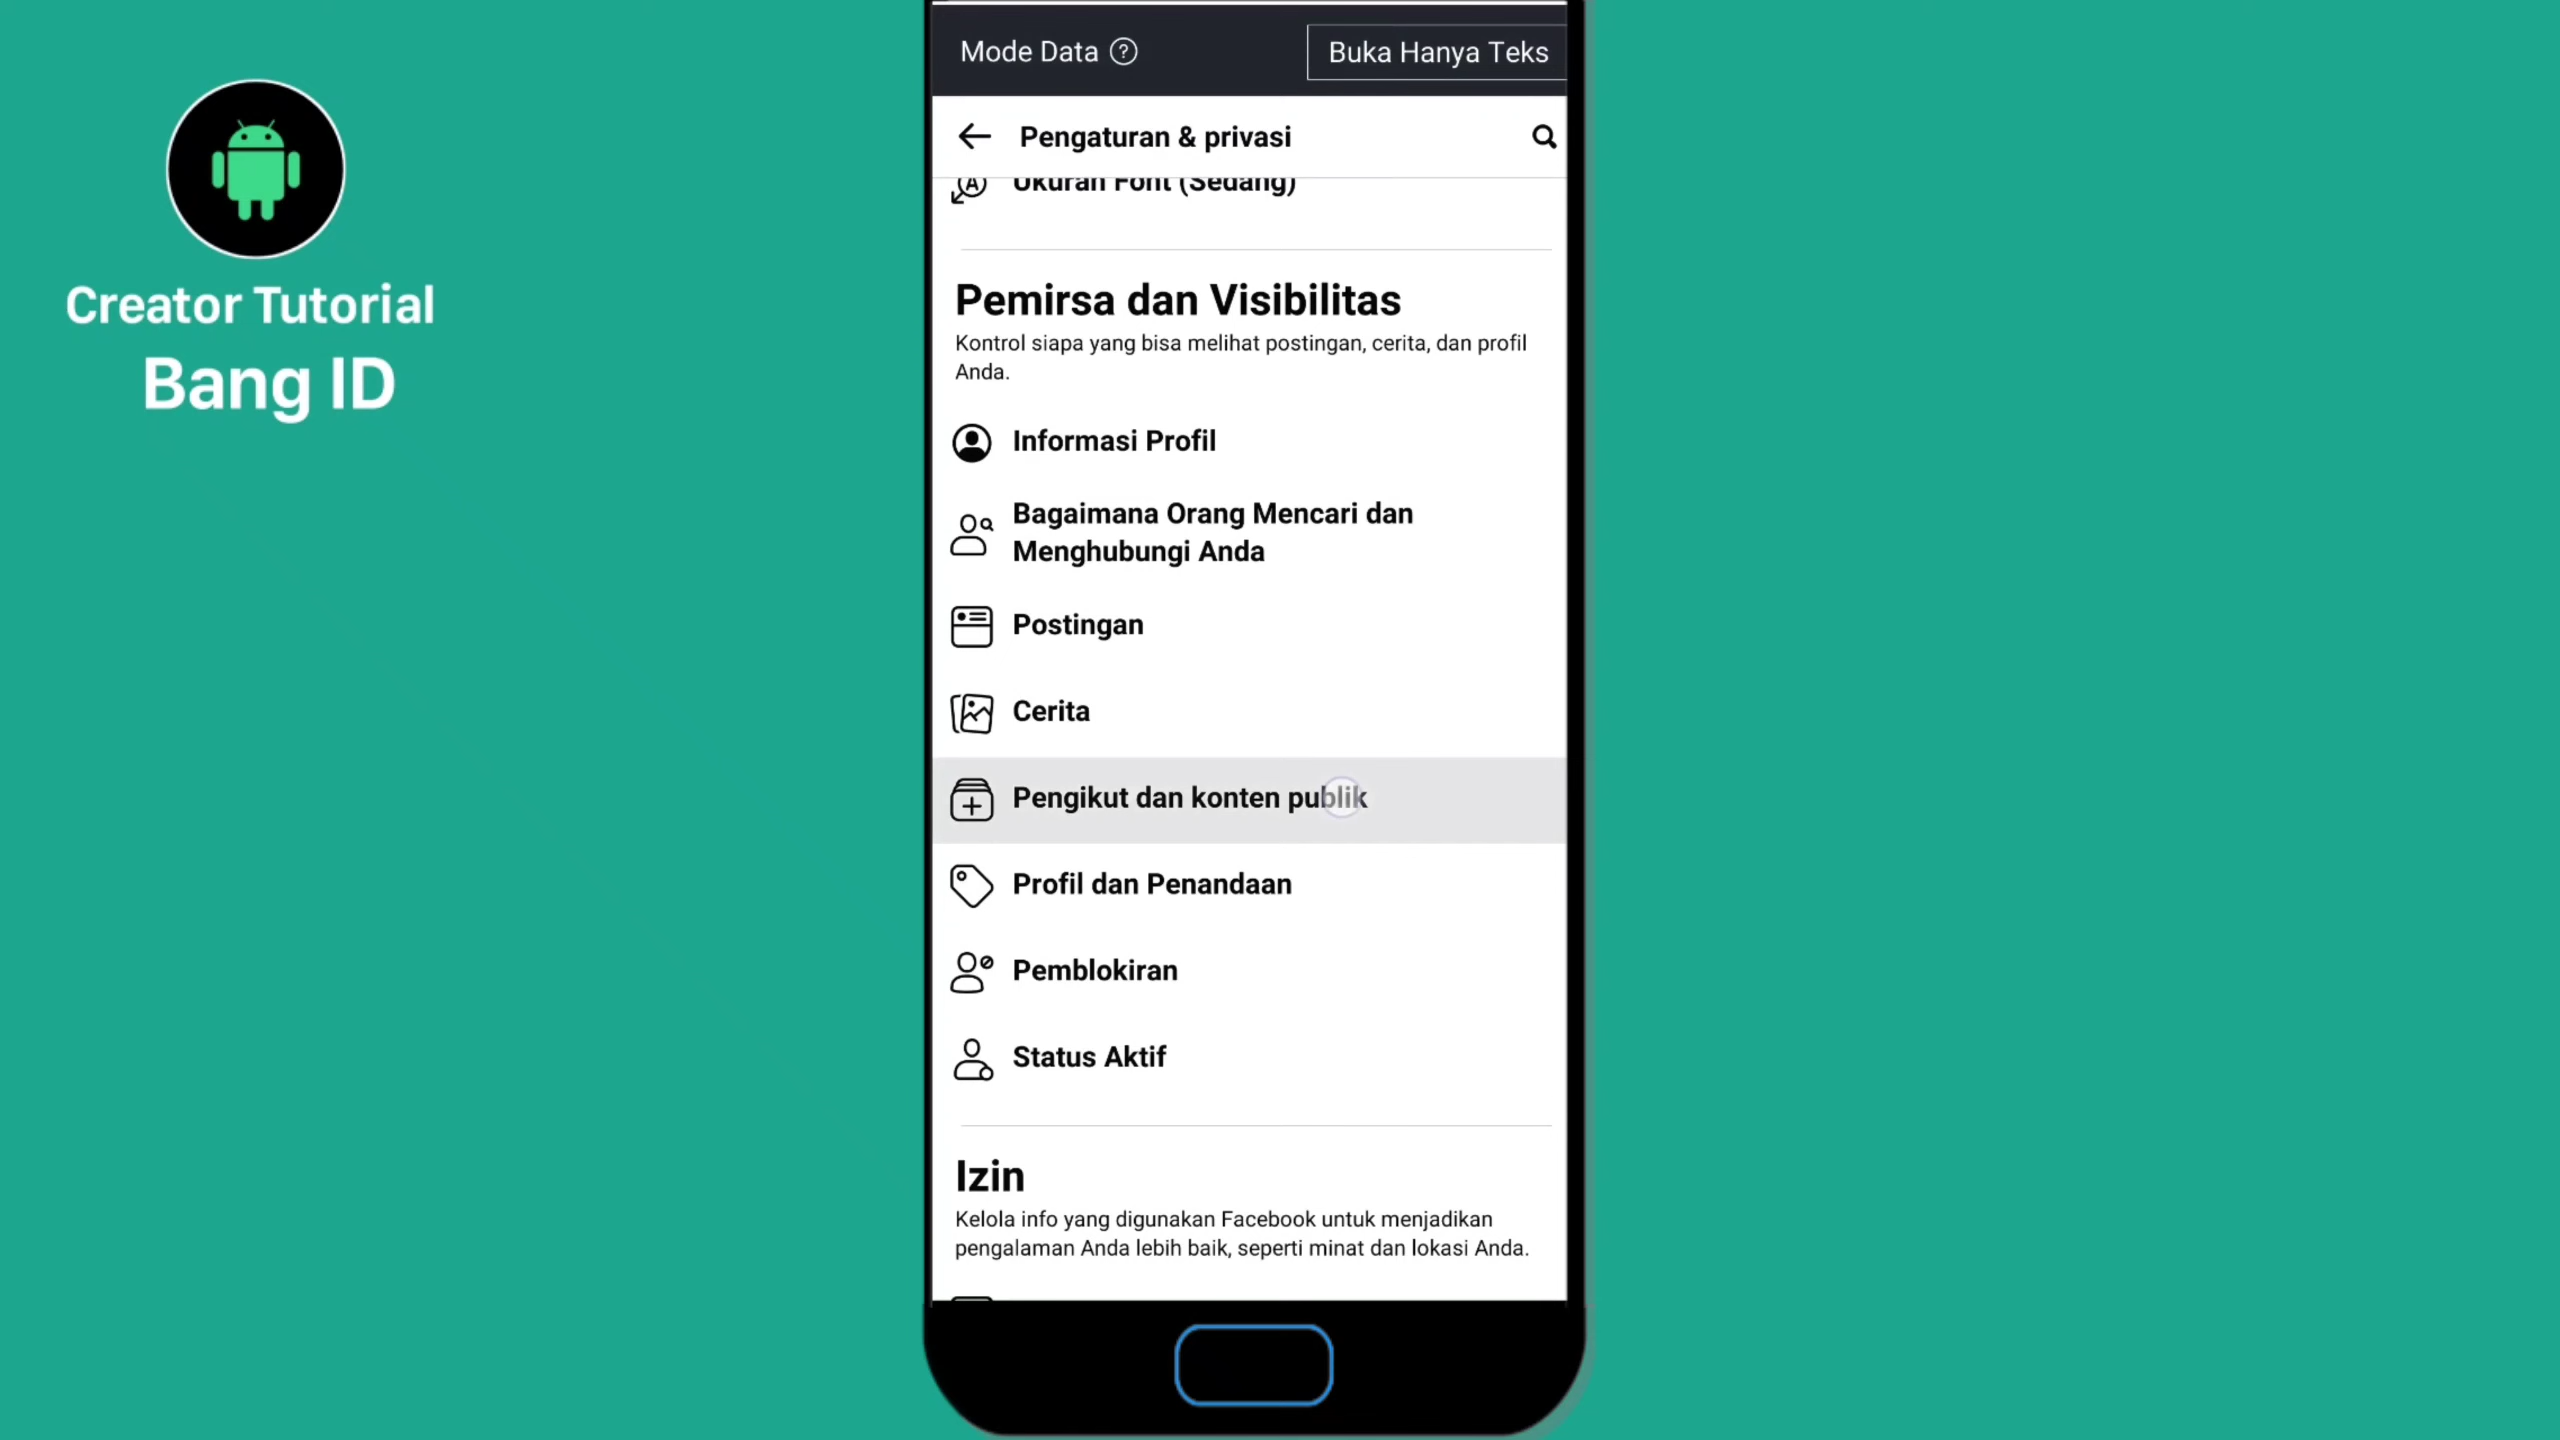 Creator Tutorial
Bang ID
Mode Data ?
Buka Hanya Teks
Pengaturan & privasi
A
Ukuran Font (Sedang)
Pemirsa dan Visibilitas
Kontrol siapa yang bisa melihat postingan, cerita, dan profil
Anda.
Informasi Profil
Bagaimana Orang Mencari dan
Menghubungi Anda
Postingan
Cerita
Pengikut dan konten publik
Profil dan Penandaan
Pemblokiran
Status Aktif
Izin
Kelola info yang digunakan Facebook untuk menjadikan
pengalaman Anda lebih baik, seperti minat dan lokasi Anda.